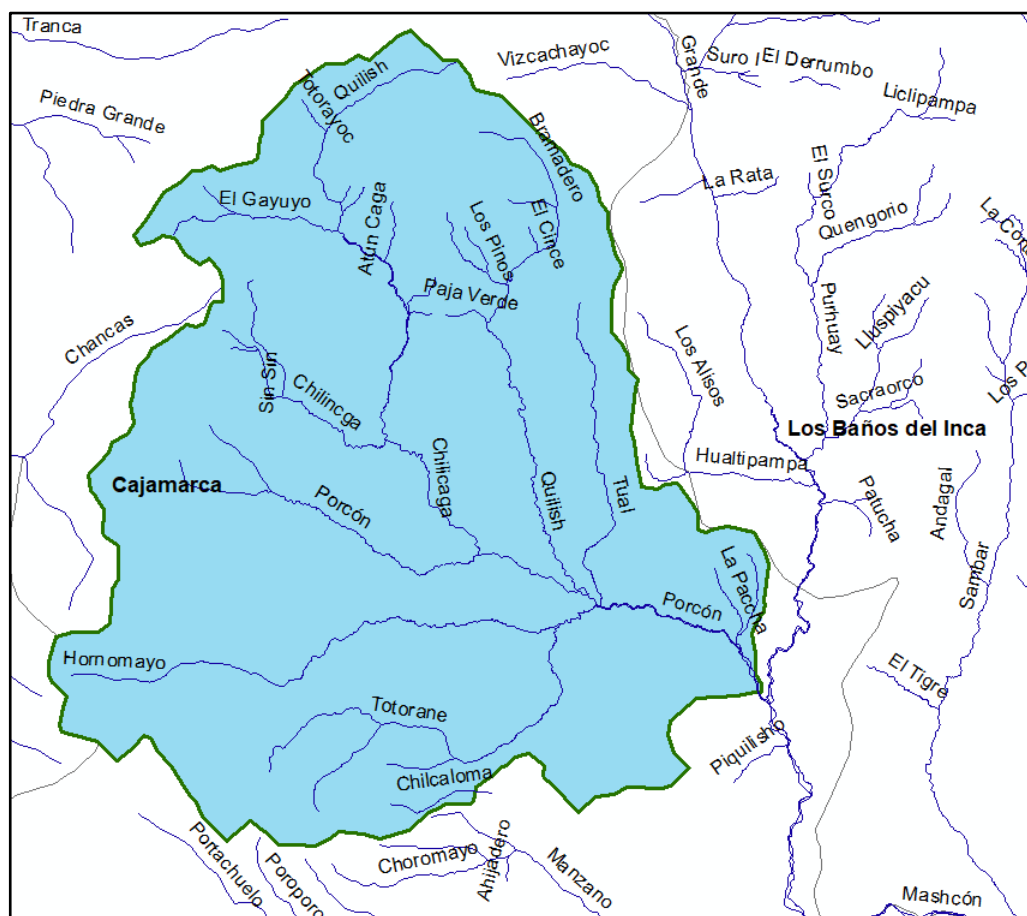 Tranca
Vizcachayoc
Grande
Suro I
El Derrumbo
Piedra Grande
Totorayoc
Quilish
Liclipampa
Bramadero
El Surco
La Rata
El Gayuyo
Atun Caga
Los Pinos
El Cince
Quengorio
Paja Verde
Purhuay
Lluspiyacu
Chancas
Los Alisos
Sin Sin
Chilincga
Sacraorco
Los Baños del Inca
Chilicaga
Hualtipampa
Cajamarca
Porcón
Quilish
Tual
Patucha
Andagal
La Paccha
Sambar
Porcón
Hornomayo
El Tigre
Totorane
Piquilisho
Chilcaloma
Portachuelo
Poroporo
Choromayo
Ahijadero
Manzano
Mashcón